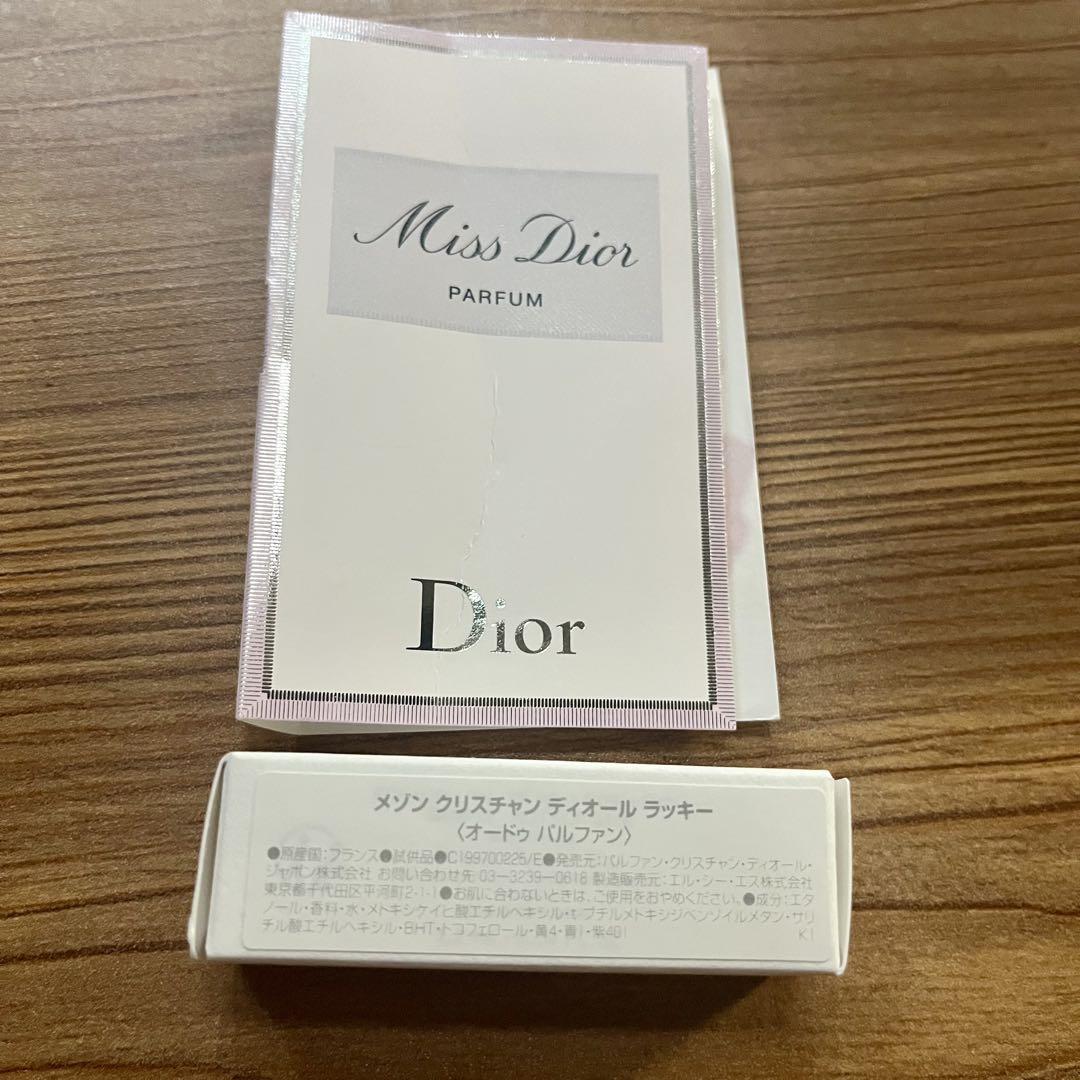 Miss Dior
PARFUM
Dior
メゾン クリスチャン ディオール ラッキー
〈オードゥ パルファン〉
●原産国:フランス●試供品●C199700225/E●発売元:パルファン・クリスチャン・ディオール・
ジャポン株式会社 お問い合わせ先 03-3239-0618 製造販売元:エル・シー・エス株式会社
東京都千代田区平河町2-1-1●お肌に合わないときは、ご使用をおやめください。●成分:エタ
ノール・香料・水・メトキシケイヒ酸エチルヘキシル・t-ブチルメトキシジベンゾイルメタン・サリ
チル酸エチルヘキシル・BHT・トコフェロール・黄4・青1・紫401 K1